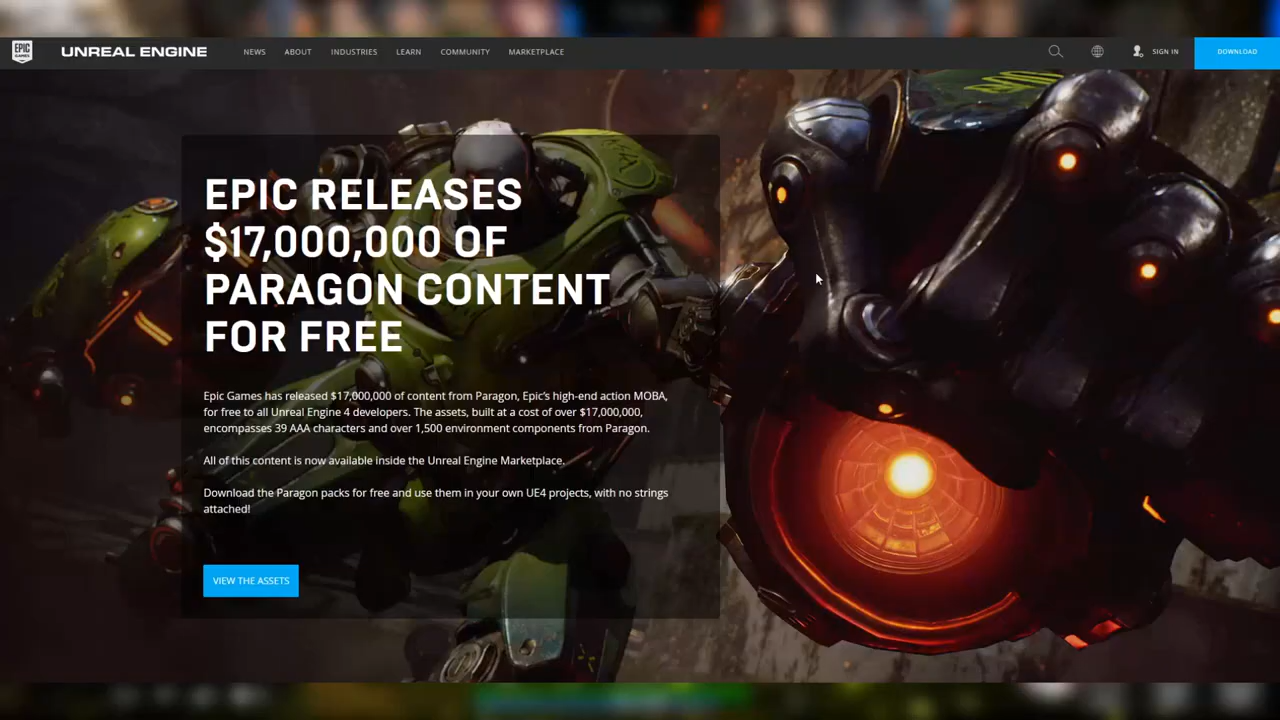 EPIC GAMES
UNREAL ENGINE
NEWS
ABOUT
INDUSTRIES
LEARN
COMMUNITY
MARKETPLACE
SIGN IN
DOWNLOAD
EPIC RELEASES
$17,000,000 OF
PARAGON CONTENT
FOR FREE
Epic Games has released $17,000,000 of content from Paragon, Epic's high-end action MOBA,
for free to all Unreal Engine 4 developers. The assets, built at a cost of over $17,000,000,
encompasses 39 AAA characters and over 1,500 environment components from Paragon.
All of this content is now available inside the Unreal Engine Marketplace.
Download the Paragon packs for free and use them in your own UE4 projects, with no strings
attached!
VIEW THE ASSETS